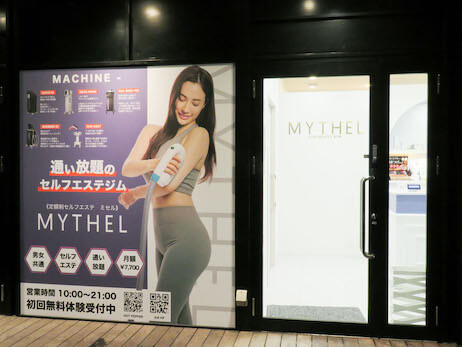 MACHINE -
通い放題の
セルフエステジム
《定額制セルフエステ ミセル》
MYTHEL
男女
共通
セルフ
エステ
通い
放題
月額
¥7,700
営業時間 10:00〜21:00
初回無料体験受付中
MYTHEL
MYTHEL